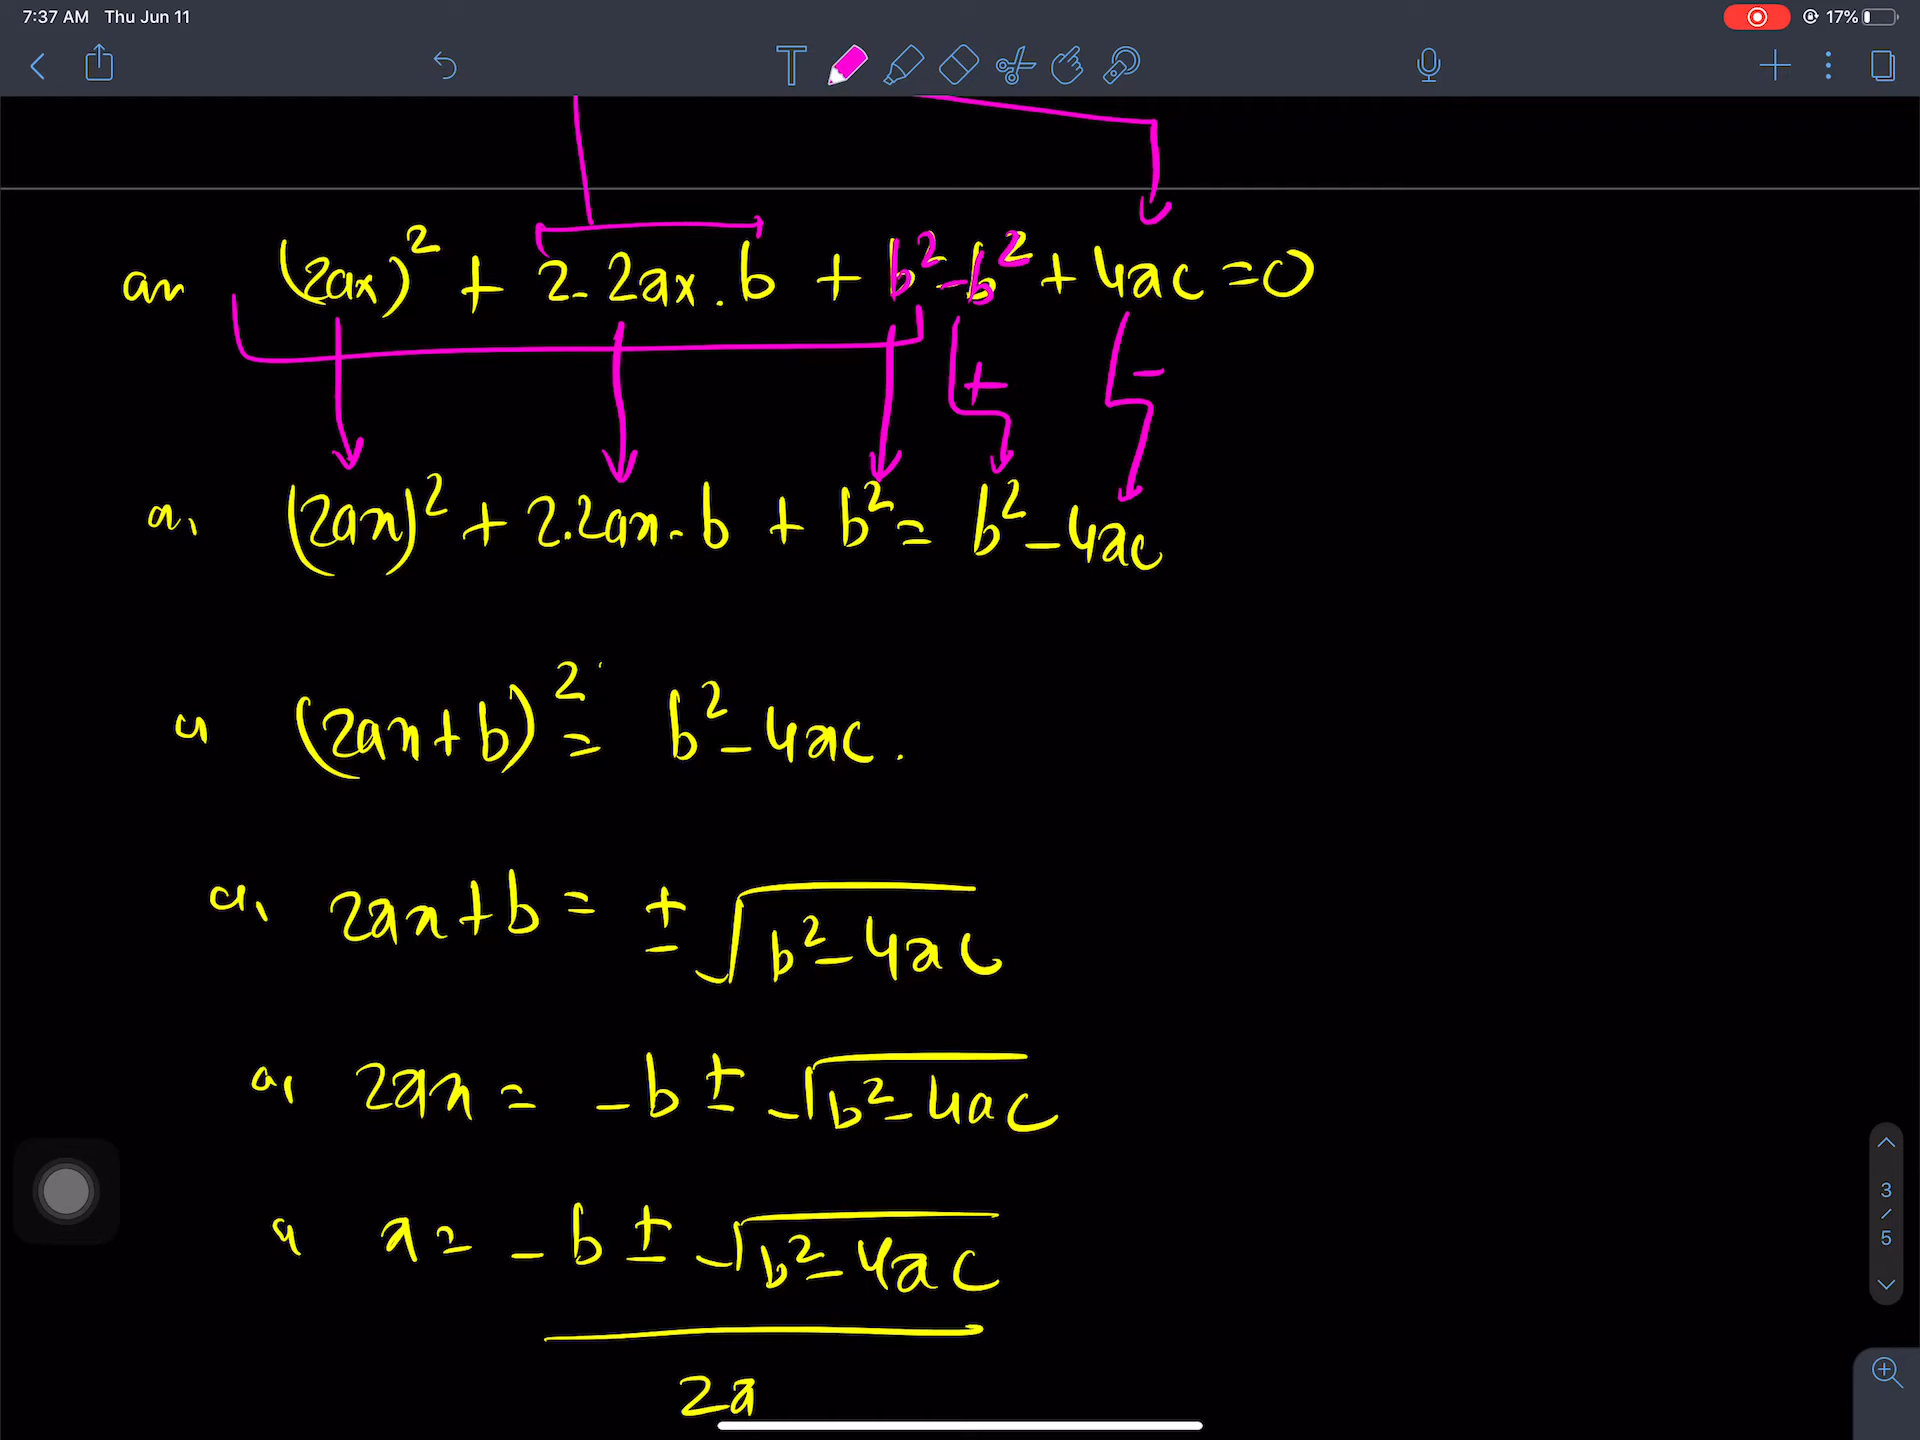 7:37 AM Thu Jun 11
17%
or (2ax)² + 2.2ax.b + b² - b² + 4ac = 0
+ -
or, (2ax)² + 2.2ax.b + b² = b² - 4ac
or (2ax+b)² = b² - 4ac.
or, 2ax+b = ± √b² - 4ac
or, 2ax = -b ± √b² - 4ac
or x = -b ± √b² - 4ac
2a
3
/
5